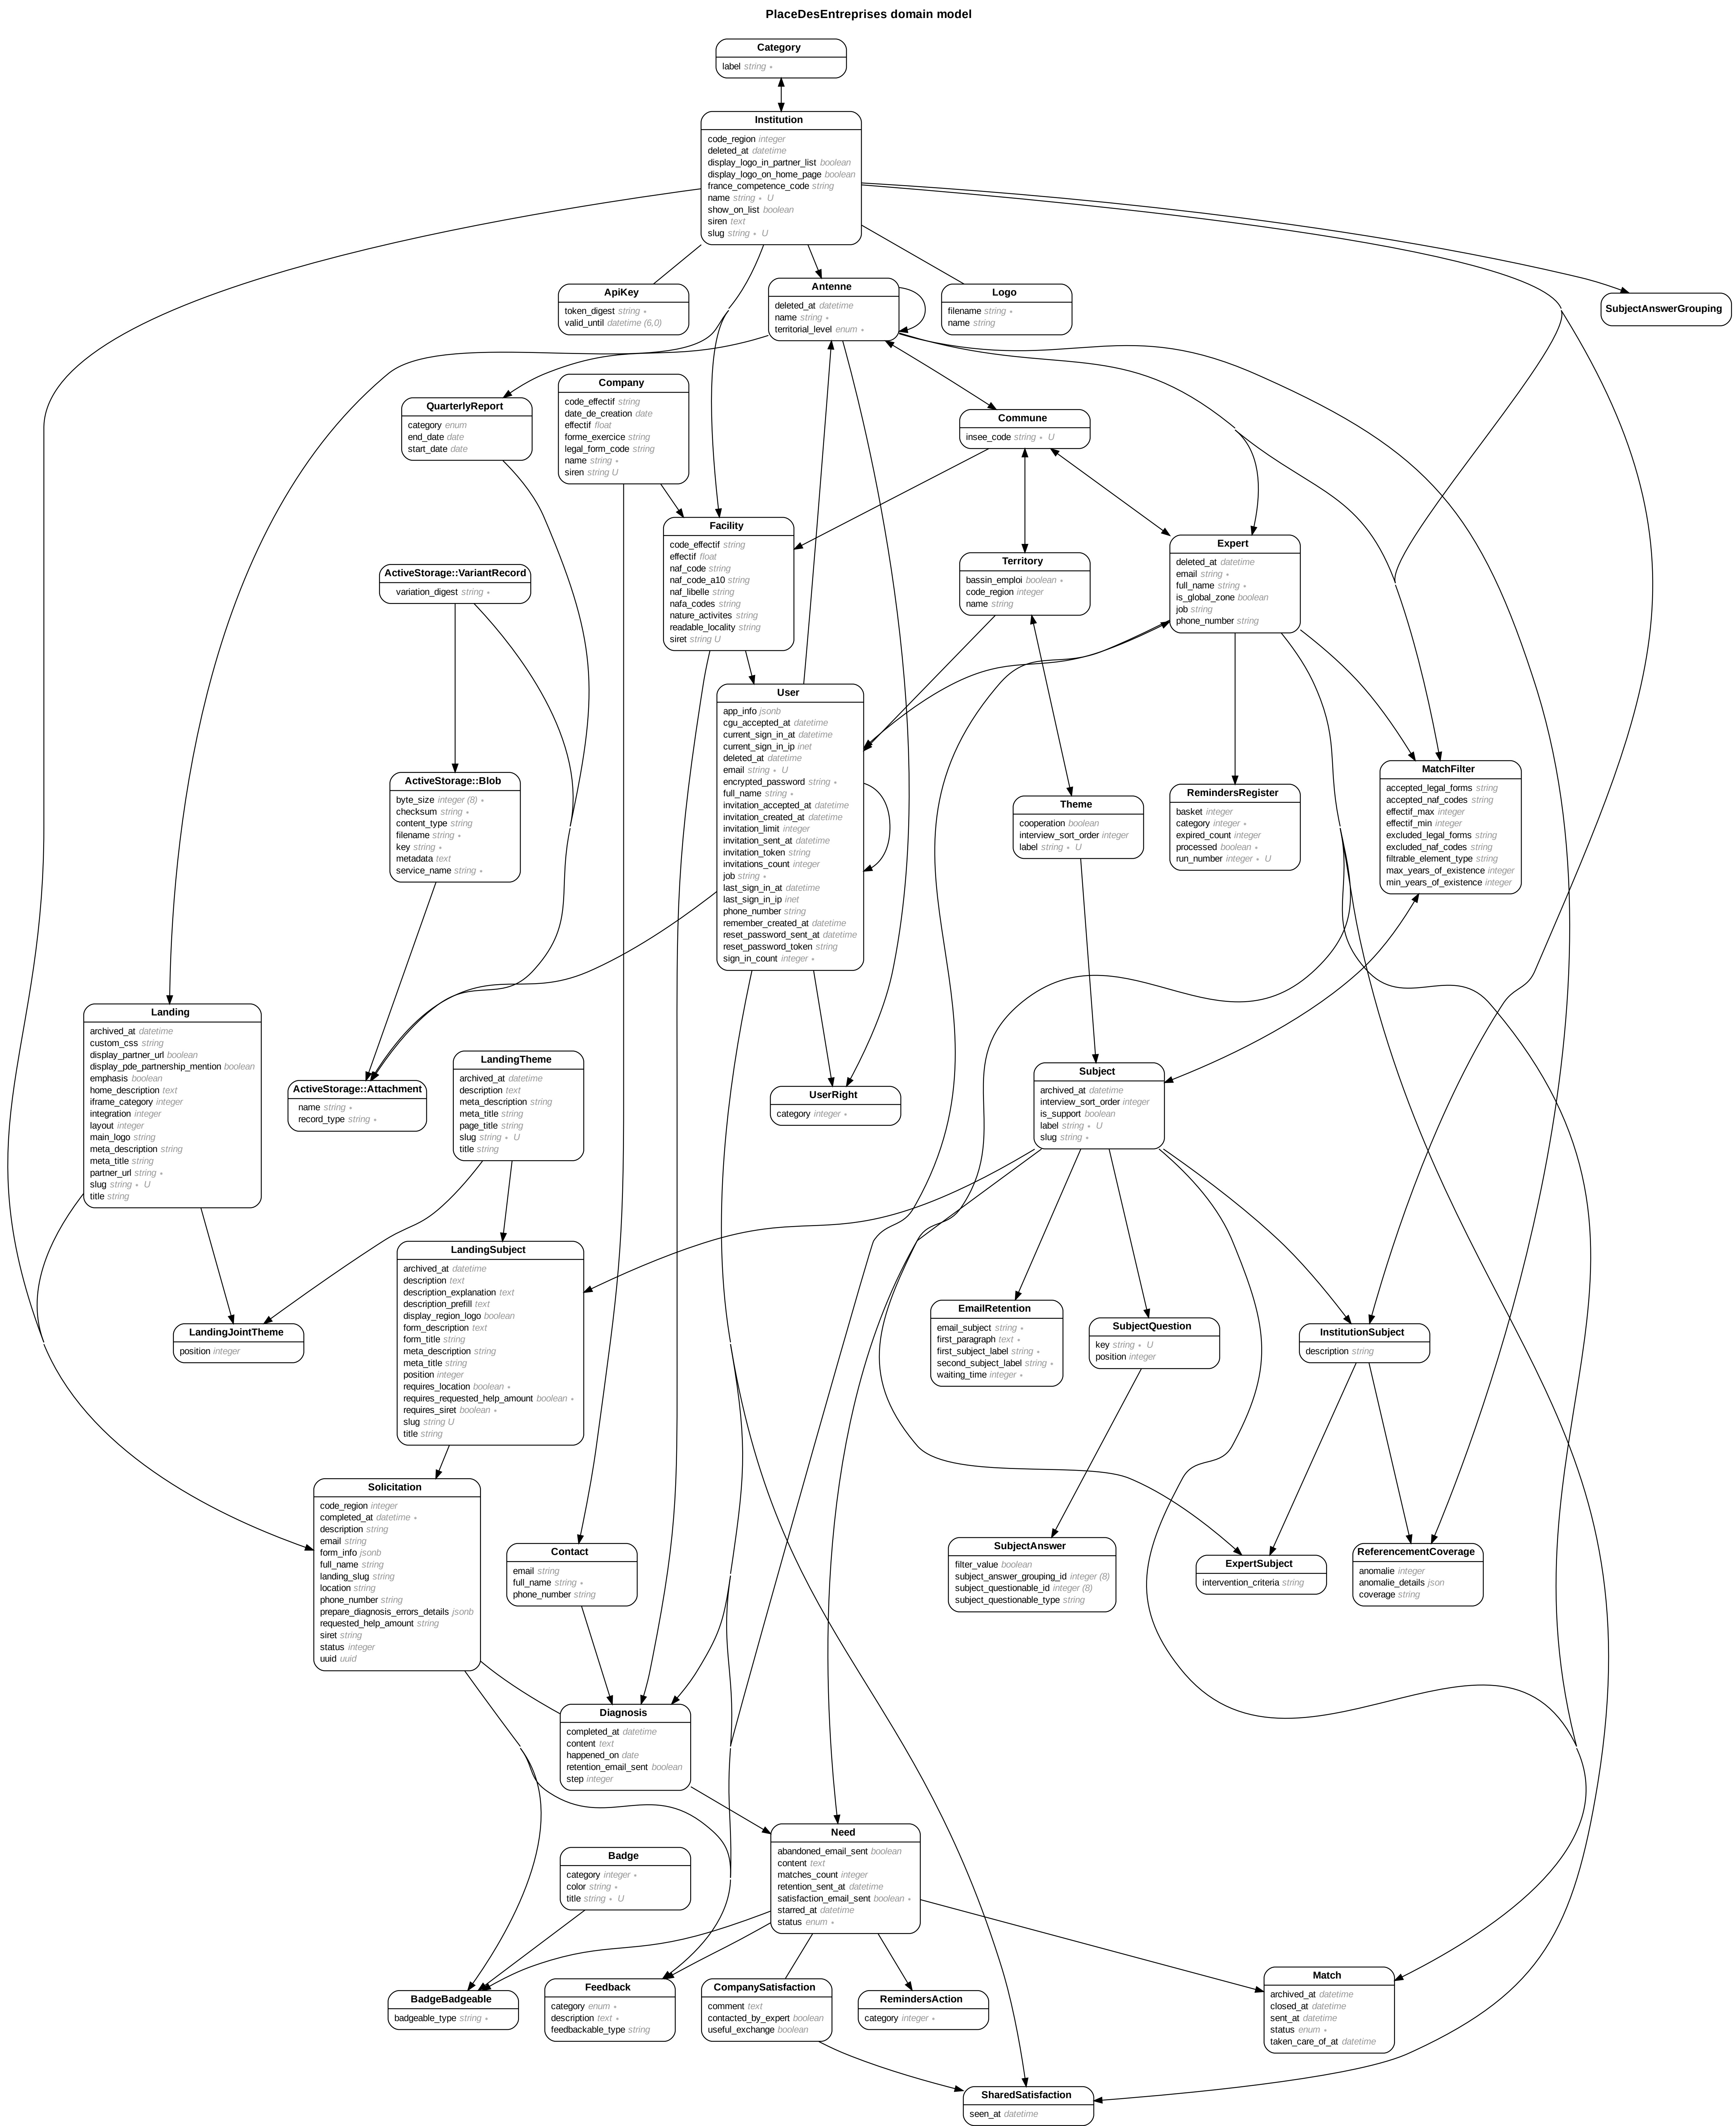 PlaceDesEntreprises domain model
Category
label string ∗
Institution
code_region integer
deleted_at datetime
display_logo_in_partner_list boolean
display_logo_on_home_page boolean
france_competence_code string
name string ∗ U
show_on_list boolean
siren text
slug string ∗ U
ApiKey
token_digest string ∗
valid_until datetime (6,0)
Antenne
deleted_at datetime
name string ∗
territorial_level enum ∗
Logo
filename string ∗
name string
SubjectAnswerGrouping
Company
code_effectif string
date_de_creation date
effectif float
forme_exercice string
legal_form_code string
name string ∗
siren string U
QuarterlyReport
category enum
end_date date
start_date date
Commune
insee_code string ∗ U
Facility
code_effectif string
effectif float
naf_code string
naf_code_a10 string
naf_libelle string
nafa_codes string
nature_activites string
readable_locality string
siret string U
Expert
deleted_at datetime
email string ∗
full_name string ∗
is_global_zone boolean
job string
phone_number string
Territory
bassin_emploi boolean ∗
code_region integer
name string
ActiveStorage::VariantRecord
variation_digest string ∗
User
app_info jsonb
cgu_accepted_at datetime
current_sign_in_at datetime
current_sign_in_ip inet
deleted_at datetime
email string ∗ U
encrypted_password string ∗
full_name string ∗
invitation_accepted_at datetime
invitation_created_at datetime
invitation_limit integer
invitation_sent_at datetime
invitation_token string
invitations_count integer
job string ∗
last_sign_in_at datetime
last_sign_in_ip inet
phone_number string
remember_created_at datetime
reset_password_sent_at datetime
reset_password_token string
sign_in_count integer ∗
MatchFilter
accepted_legal_forms string
accepted_naf_codes string
effectif_max integer
effectif_min integer
excluded_legal_forms string
excluded_naf_codes string
filtrable_element_type string
max_years_of_existence integer
min_years_of_existence integer
ActiveStorage::Blob
byte_size integer (8) ∗
checksum string ∗
content_type string
filename string ∗
key string ∗
metadata text
service_name string ∗
RemindersRegister
basket integer
category integer ∗
expired_count integer
processed boolean ∗
run_number integer ∗ U
Theme
cooperation boolean
interview_sort_order integer
label string ∗ U
Landing
archived_at datetime
custom_css string
display_partner_url boolean
display_pde_partnership_mention boolean
emphasis boolean
home_description text
iframe_category integer
integration integer
layout integer
main_logo string
meta_description string
meta_title string
partner_url string ∗
slug string ∗ U
title string
ActiveStorage::Attachment
name string ∗
record_type string ∗
LandingTheme
archived_at datetime
description text
meta_description string
meta_title string
page_title string
slug string ∗ U
title string
UserRight
category integer ∗
Subject
archived_at datetime
interview_sort_order integer
is_support boolean
label string ∗ U
slug string ∗
LandingSubject
archived_at datetime
description text
description_explanation text
description_prefill text
display_region_logo boolean
form_description text
form_title string
meta_description string
meta_title string
position integer
requires_location boolean ∗
requires_requested_help_amount boolean ∗
requires_siret boolean ∗
slug string U
title string
LandingJointTheme
position integer
EmailRetention
email_subject string ∗
first_paragraph text ∗
first_subject_label string ∗
second_subject_label string ∗
waiting_time integer ∗
SubjectQuestion
key string ∗ U
position integer
InstitutionSubject
description string
Solicitation
code_region integer
completed_at datetime ∗
description string
email string
form_info jsonb
full_name string
landing_slug string
location string
phone_number string
prepare_diagnosis_errors_details jsonb
requested_help_amount string
siret string
status integer
uuid uuid
Contact
email string
full_name string ∗
phone_number string
SubjectAnswer
filter_value boolean
subject_answer_grouping_id integer (8)
subject_questionable_id integer (8)
subject_questionable_type string
ExpertSubject
intervention_criteria string
ReferencementCoverage
anomalie integer
anomalie_details json
coverage string
Diagnosis
completed_at datetime
content text
happened_on date
retention_email_sent boolean
step integer
Need
abandoned_email_sent boolean
content text
matches_count integer
retention_sent_at datetime
satisfaction_email_sent boolean ∗
starred_at datetime
status enum ∗
Badge
category integer ∗
color string ∗
title string ∗ U
BadgeBadgeable
badgeable_type string ∗
Feedback
category enum ∗
description text ∗
feedbackable_type string
CompanySatisfaction
comment text
contacted_by_expert boolean
useful_exchange boolean
RemindersAction
category integer ∗
Match
archived_at datetime
closed_at datetime
sent_at datetime
status enum ∗
taken_care_of_at datetime
SharedSatisfaction
seen_at datetime